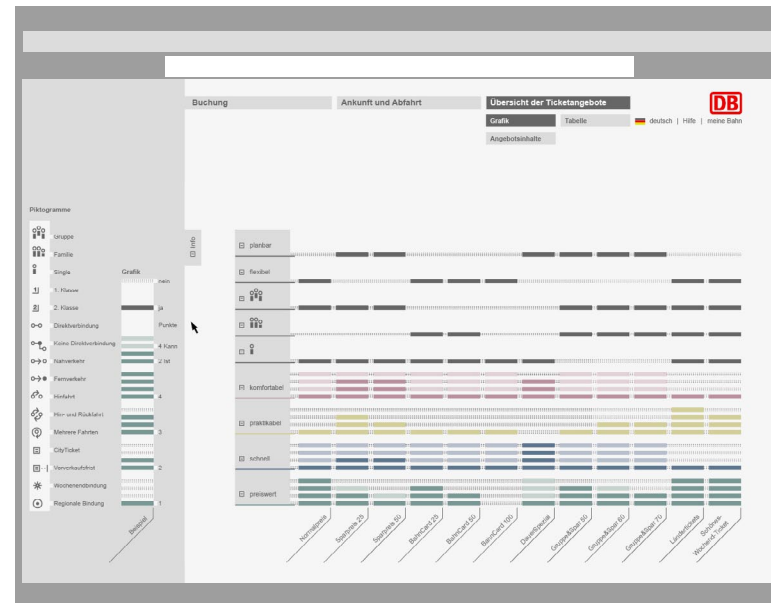 Buchung
Ankunft und Abfahrt
Übersicht der Ticketangebote
DB
Grafik
Tabelle
deutsch | Hilfe | meine Bahn
Angebotsinhalte
Piktogramme
Gruppe
Familie
Single
1. Klasse
2. Klasse
Direktverbindung
Keine Direktverbindung
Nahverkehr
Fernverkehr
Hinfahrt
Hin- und Rückfahrt
Mehrere Fahrten
CityTicket
Vorverkaufsfrist
Wochenendbindung
Regionale Bindung
Grafik
nein
ja
Punkte
4 Kann
2 Ist
4
3
2
1
Beispiel
Info
planbar
flexibel
komfortabel
praktikabel
schnell
preiswert
Normalpreis
Sparpreis 25
Sparpreis 50
BahnCard 25
BahnCard 50
BahnCard 100
DauerSpezial
Gruppe&Spar 50
Gruppe&Spar 60
Gruppe&Spar 70
Ländertickets
Schönes-
Wochend-Ticket